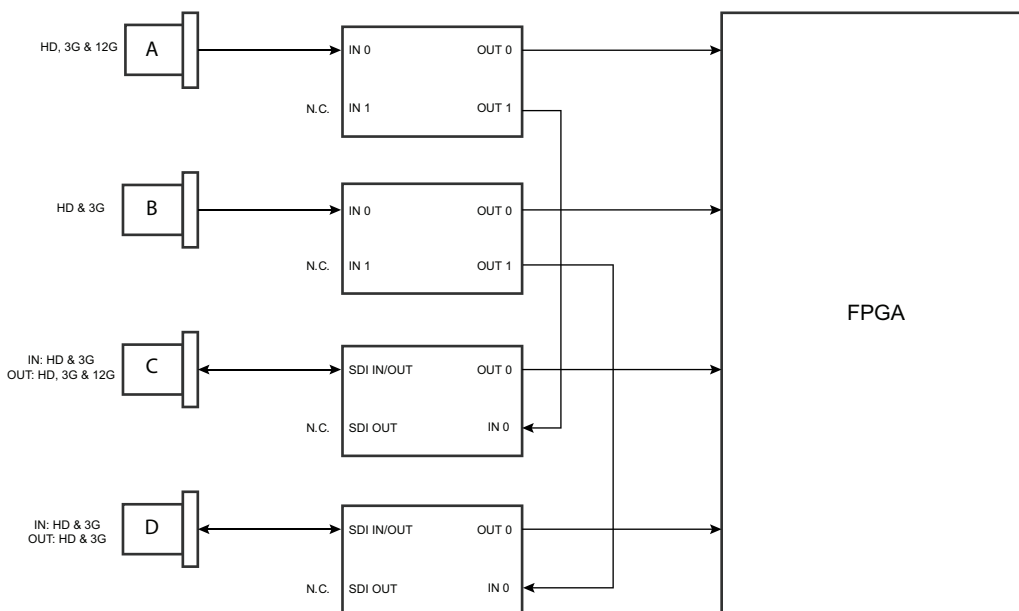 HD, 3G & 12G
A
IN 0
OUT 0
N.C.
IN 1
OUT 1
HD & 3G
B
IN 0
OUT 0
N.C.
IN 1
OUT 1
FPGA
IN: HD & 3G
OUT: HD, 3G & 12G
C
SDI IN/OUT
OUT 0
N.C.
SDI OUT
IN 0
IN: HD & 3G
OUT: HD & 3G
D
SDI IN/OUT
OUT 0
N.C.
SDI OUT
IN 0